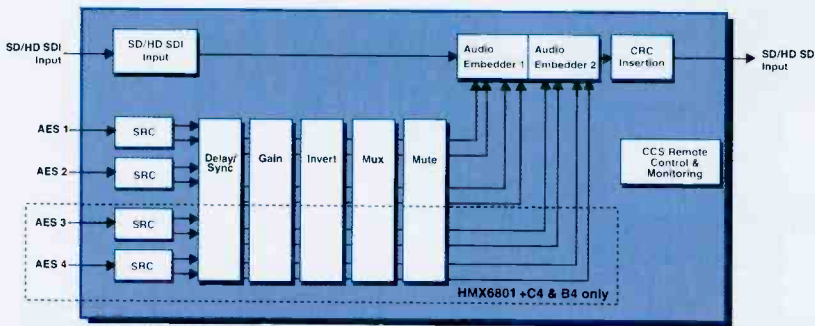 SD/HD SDI
Input
SD/HD SDI
Input
Audio
Embedder 1
Audio
Embedder 2
CRC
Insertion
SD/HD SD
Input
AES 1
SRC
AES 2
SRC
AES 3
SRC
AES 4
SRC
Delay/
Sync
Gain
Invert
Mux
Mute
CCS Remote
Control &
Monitoring
HMX6801 +C4 & B4 only